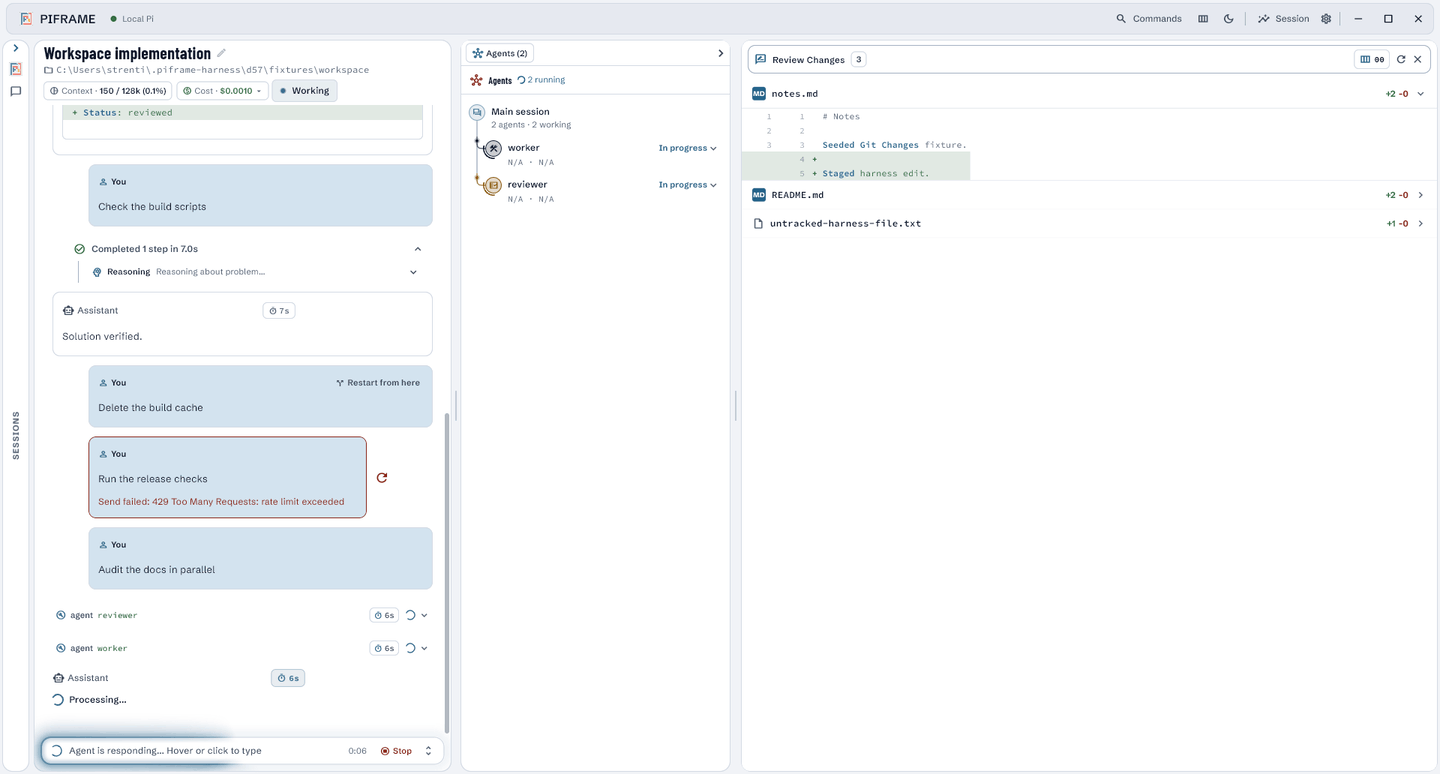 PIFRAME
Local Pi
Commands
Session
SESSIONS
Workspace implementation
C:\Users\strenti\.piframe-harness\d57\fixtures\workspace
Context · 150 / 128k (0.1%)
Cost · $0.0010
Working
+ Status: reviewed
You
Check the build scripts
Completed 1 step in 7.0s
Reasoning Reasoning about problem...
Assistant
7s
Solution verified.
You
Restart from here
Delete the build cache
You
Run the release checks
Send failed: 429 Too Many Requests: rate limit exceeded
You
Audit the docs in parallel
agent reviewer
6s
agent worker
6s
Assistant
6s
Processing...
Agent is responding... Hover or click to type
0:06
Stop
Agents (2)
Agents
2 running
Main session
2 agents · 2 working
worker
In progress
N/A · N/A
reviewer
In progress
N/A · N/A
Review Changes
3
00
MD notes.md
+2 -0
1 1 # Notes
2 2
3 3 Seeded Git Changes fixture.
4 +
5 + Staged harness edit.
MD README.md
+2 -0
untracked-harness-file.txt
+1 -0